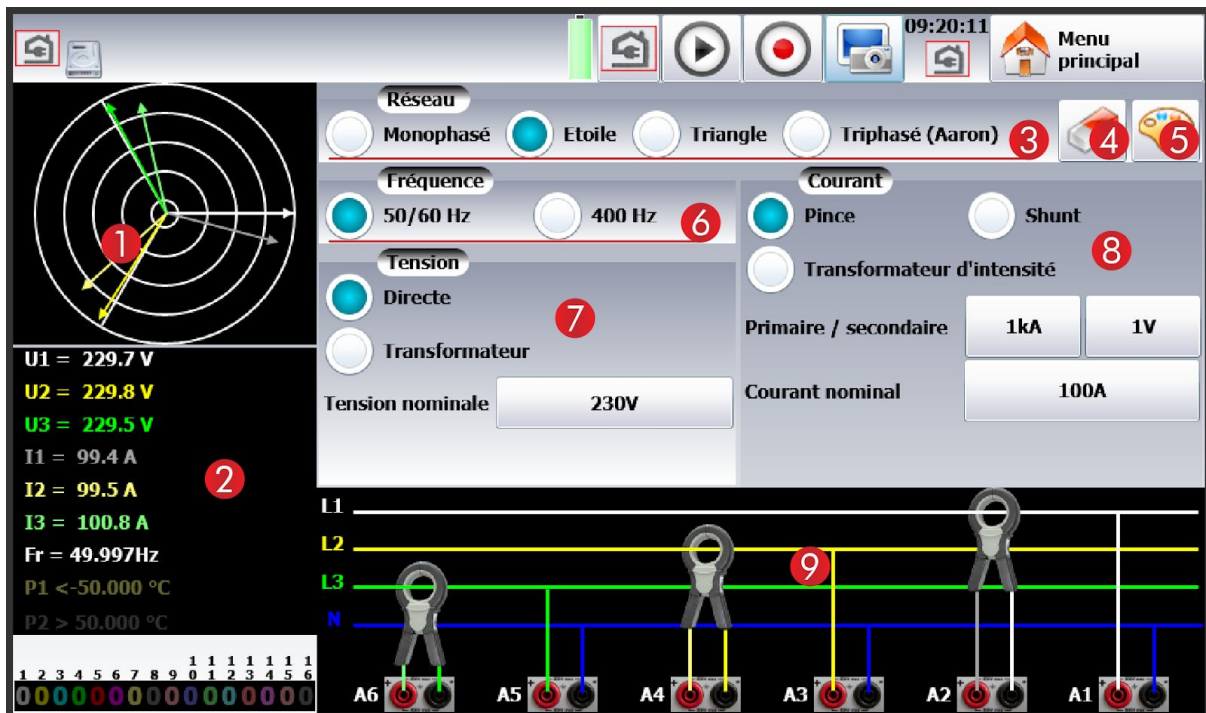 09:20:11
Menu
principal
Réseau
Monophasé Etoile Triangle Triphasé (Aaron) 3 4 5
Fréquence
50/60 Hz 400 Hz 6
Tension
Directe
7
Transformateur
Tension nominale 230V
Courant
Pince Shunt
8
Transformateur d'intensité
Primaire / secondaire 1kA 1V
Courant nominal 100A
1
U1 = 229.7 V
U2 = 229.8 V
U3 = 229.5 V
I1 = 99.4 A
2
I2 = 99.5 A
I3 = 100.8 A
Fr = 49.997Hz
P1 <-50.000 °C
P2 > 50.000 °C
1 2 3 4 5 6 7 8 9 10 11 12 13 14 15 16
0 0 0 0 0 0 0 0 0 0 0 0 0 0 0 0
L1
L2
9
L3
N
A6 A5 A4 A3 A2 A1